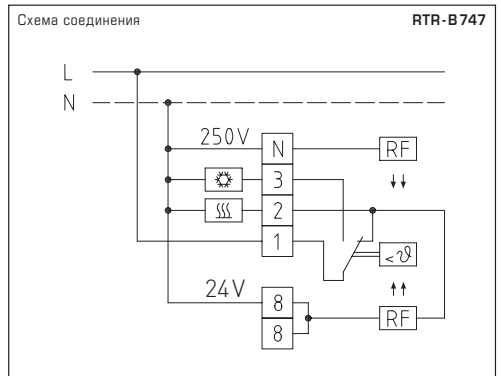 Схема соединения RTR-B747
L
N
250V
N
RF
3
2
1
<ϑ
24V
8
RF
8